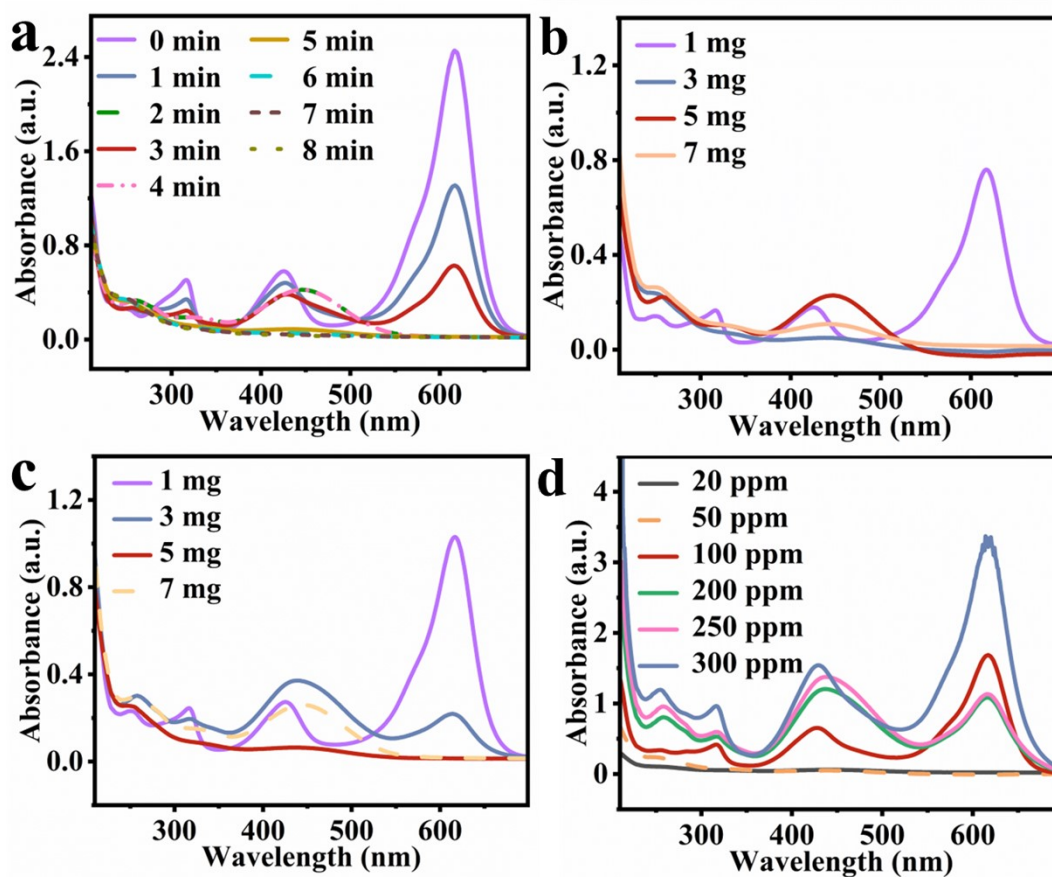 a
0 min
1 min
2 min
3 min
4 min
5 min
6 min
7 min
8 min
Absorbance (a.u.)
2.4
1.6
0.8
0.0
300 400 500 600
Wavelength (nm)
b
1 mg
3 mg
5 mg
7 mg
Absorbance (a.u.)
1.2
0.8
0.4
0.0
300 400 500 600
Wavelength (nm)
c
1 mg
3 mg
5 mg
7 mg
Absorbance (a.u.)
1.2
0.8
0.4
0.0
300 400 500 600
Wavelength (nm)
d
20 ppm
50 ppm
100 ppm
200 ppm
250 ppm
300 ppm
Absorbance (a.u.)
4
3
2
1
0
300 400 500 600
Wavelength (nm)